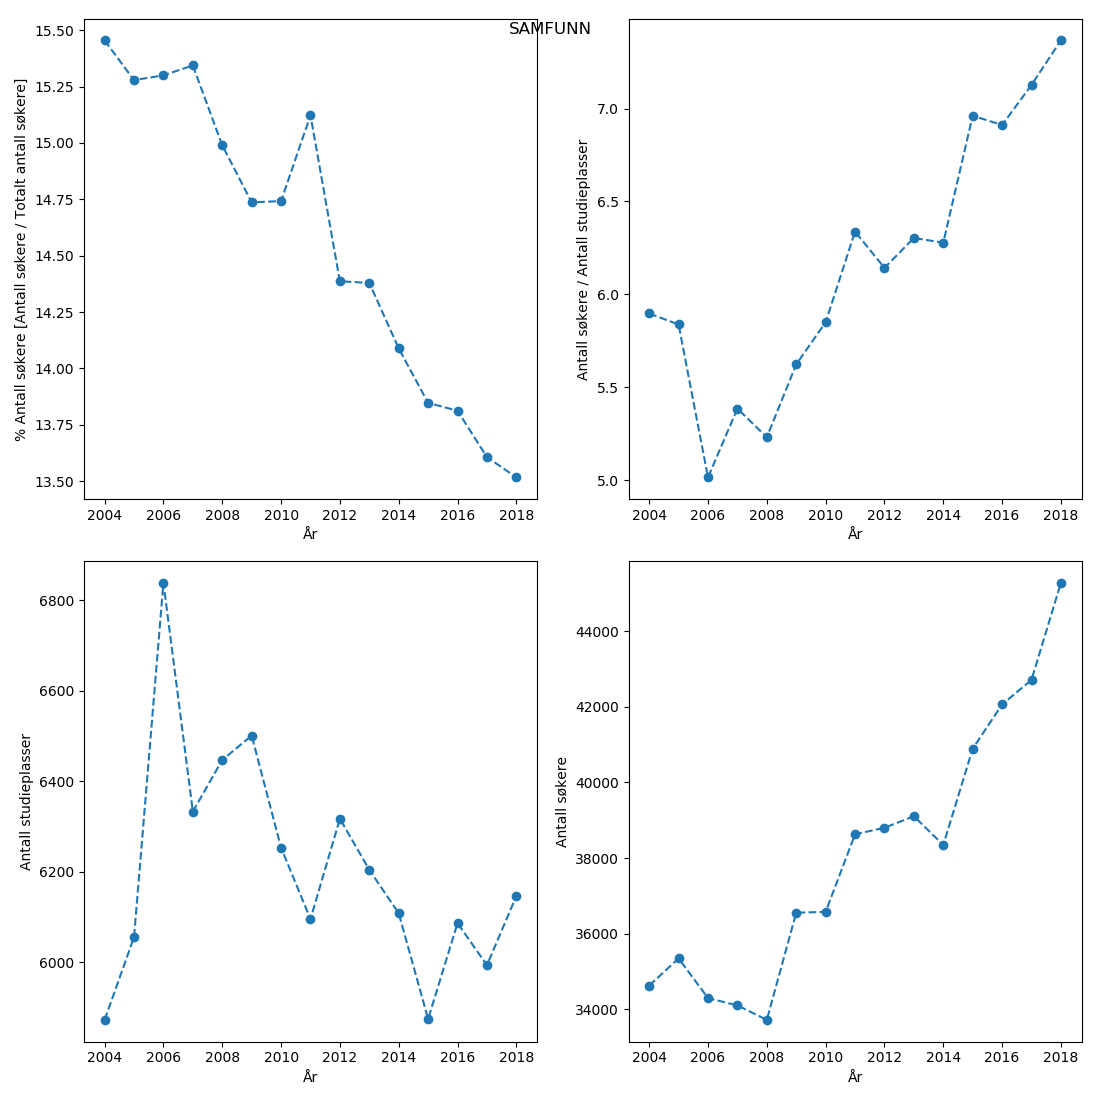 SAMFUNN
15.50
15.25
15.00
14.75
14.50
14.25
14.00
13.75
13.50
% Antall søkere [Antall søkere / Totalt antall søkere]
2004 2006 2008 2010 2012 2014 2016 2018
År
7.0
6.5
6.0
5.5
5.0
Antall søkere / Antall studieplasser
2004 2006 2008 2010 2012 2014 2016 2018
År
6800
6600
6400
6200
6000
Antall studieplasser
2004 2006 2008 2010 2012 2014 2016 2018
År
44000
42000
40000
38000
36000
34000
Antall søkere
2004 2006 2008 2010 2012 2014 2016 2018
År